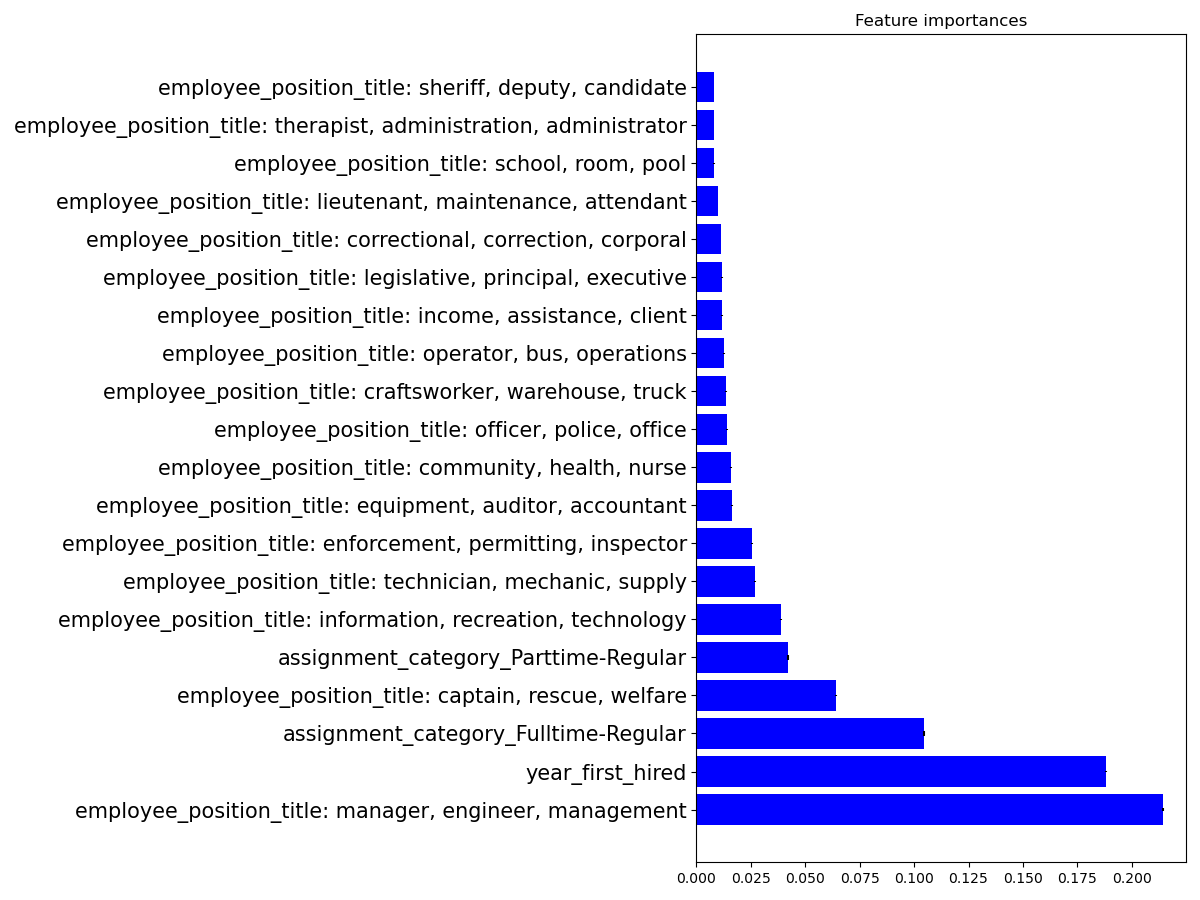 Feature importances
employee_position_title: sheriff, deputy, candidate
employee_position_title: therapist, administration, administrator
employee_position_title: school, room, pool
employee_position_title: lieutenant, maintenance, attendant
employee_position_title: correctional, correction, corporal
employee_position_title: legislative, principal, executive
employee_position_title: income, assistance, client
employee_position_title: operator, bus, operations
employee_position_title: craftsworker, warehouse, truck
employee_position_title: officer, police, office
employee_position_title: community, health, nurse
employee_position_title: equipment, auditor, accountant
employee_position_title: enforcement, permitting, inspector
employee_position_title: technician, mechanic, supply
employee_position_title: information, recreation, technology
assignment_category_Parttime-Regular
employee_position_title: captain, rescue, welfare
assignment_category_Fulltime-Regular
year_first_hired
employee_position_title: manager, engineer, management
0.000 0.025 0.050 0.075 0.100 0.125 0.150 0.175 0.200